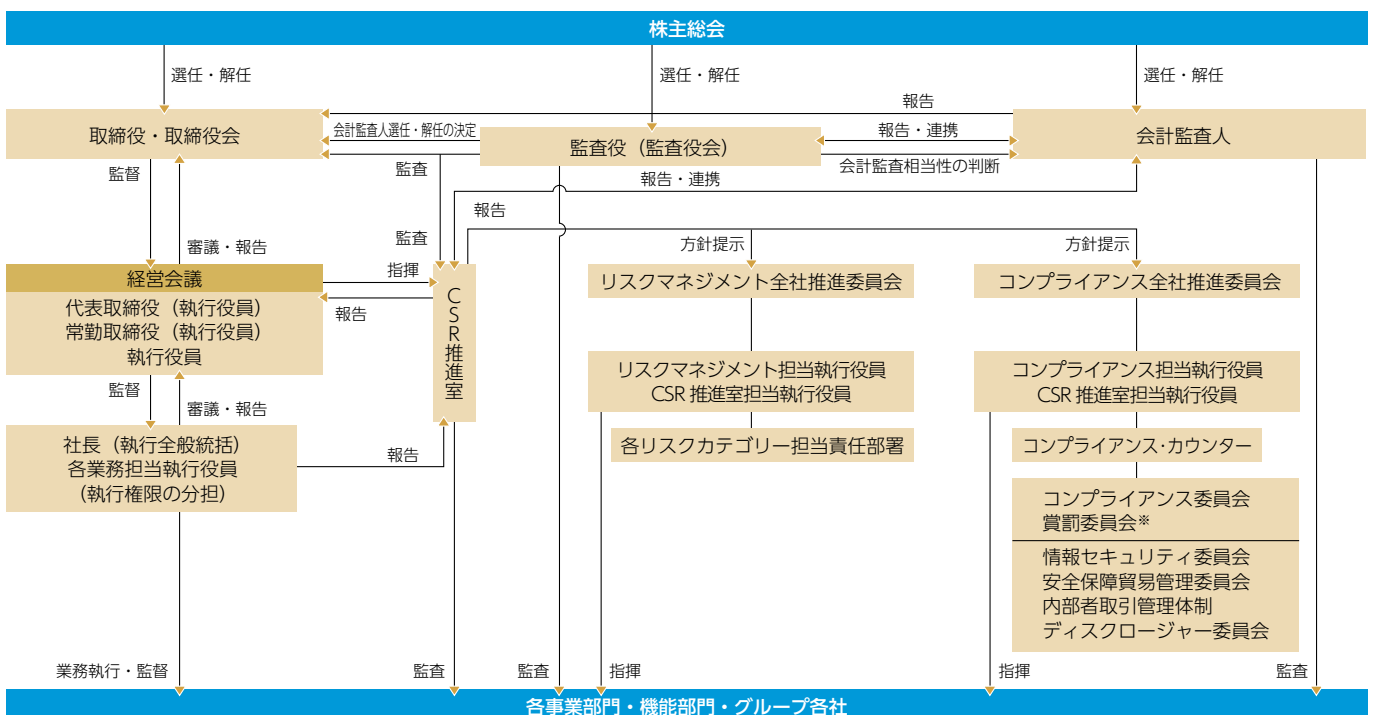 株主総会
選任・解任
選任・解任
選任・解任
報告
取締役・取締役会
会計監査人選任・解任の決定
監査役（監査役会）
報告・連携
会計監査人
監督
監査
会計監査相当性の判断
報告・連携
報告
審議・報告
監査
方針提示
方針提示
経営会議
代表取締役（執行役員）
常勤取締役（執行役員）
執行役員
指揮
報告
CSR推進室
リスクマネジメント全社推進委員会
コンプライアンス全社推進委員会
リスクマネジメント担当執行役員
CSR 推進室担当執行役員
コンプライアンス担当執行役員
CSR 推進室担当執行役員
監督
審議・報告
社長（執行全般統括）
各業務担当執行役員
（執行権限の分担）
報告
各リスクカテゴリー担当責任部署
コンプライアンス・カウンター
コンプライアンス委員会
賞罰委員会※
情報セキュリティ委員会
安全保障貿易管理委員会
内部者取引管理体制
ディスクロージャー委員会
業務執行・監督
監査
監査
指揮
指揮
監査
各事業部門・機能部門・グループ各社